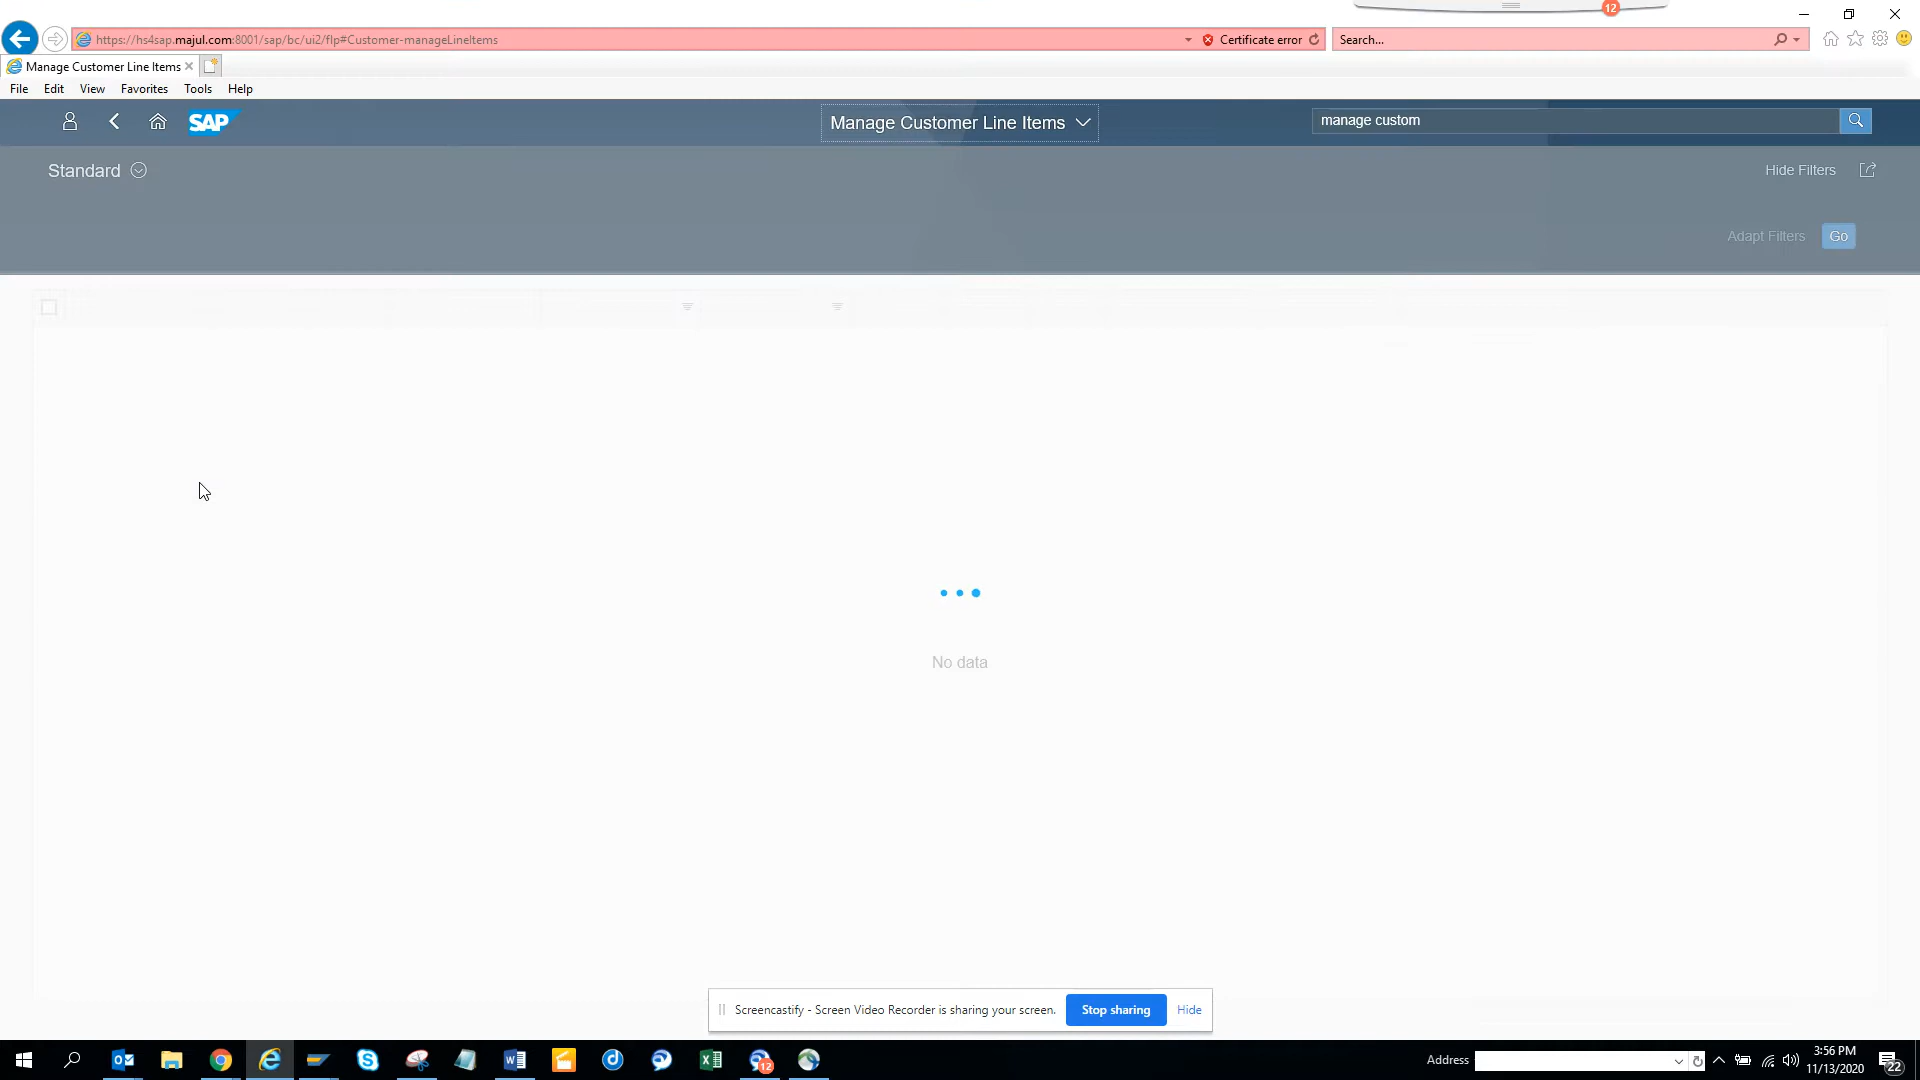 12
https://hs4sap.majul.com:8001/sap/bc/ui2/flp#Customer-manageLineItems
Certificate error
Search...
Manage Customer Line Items
File Edit View Favorites Tools Help
SAP
Manage Customer Line Items
manage custom
Standard
Hide Filters
Adapt Filters
Go
No data
Screencastify - Screen Video Recorder is sharing your screen.
Stop sharing
Hide
12
Address
3:56 PM
11/13/2020
22